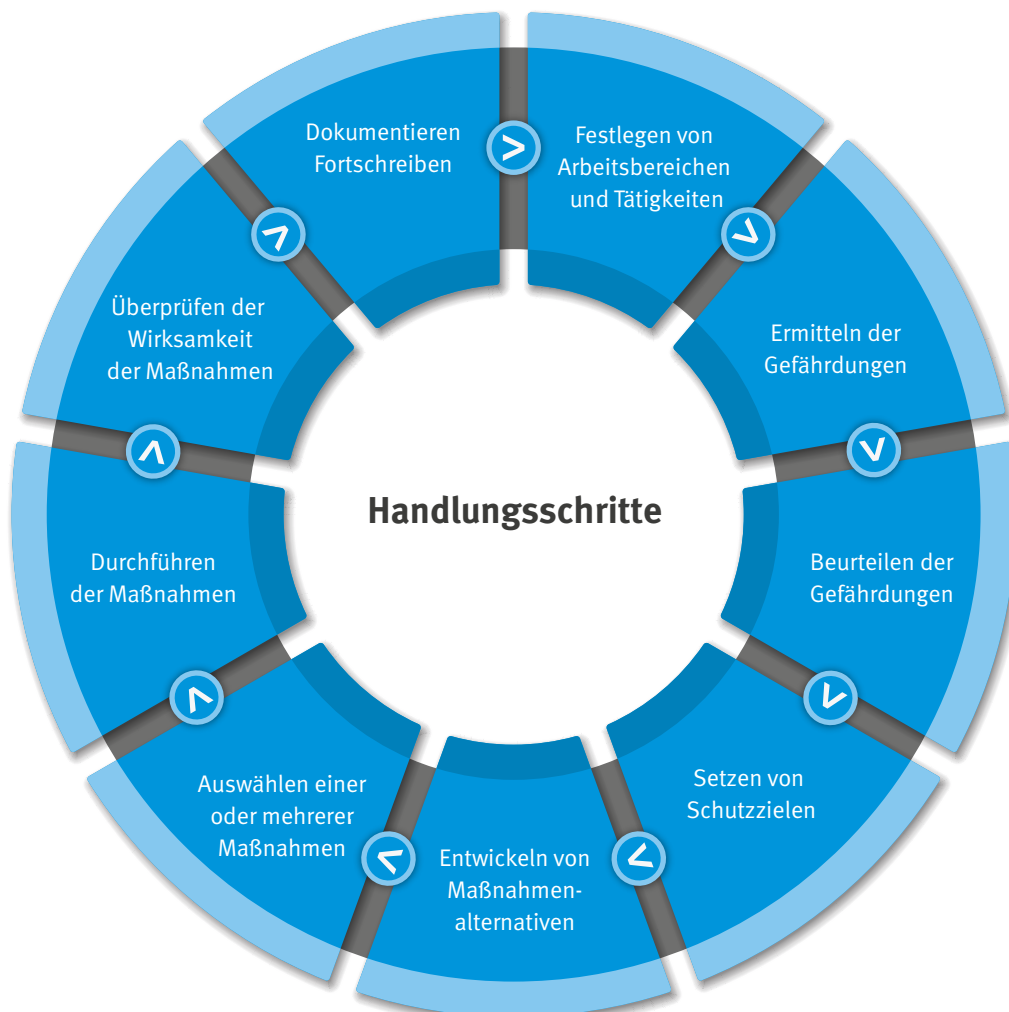 Handlungsschritte
Festlegen von
Arbeitsbereichen
und Tätigkeiten
Ermitteln der
Gefährdungen
Beurteilen der
Gefährdungen
Setzen von
Schutzzielen
Entwickeln von
Maßnahmen-
alternativen
Auswählen einer
oder mehrerer
Maßnahmen
Durchführen
der Maßnahmen
Überprüfen der
Wirksamkeit
der Maßnahmen
Dokumentieren
Fortschreiben